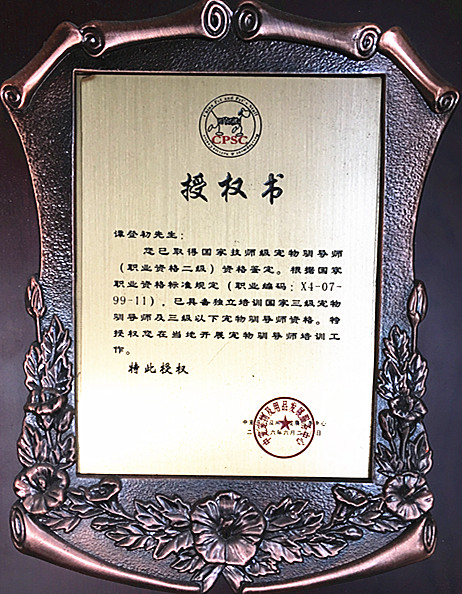 CPSC
授权书
谭登初先生：
您已取得国家技师级宠物驯导师
（职业资格二级）资格鉴定。根据国家
职业资格标准规定（职业编码：X4-07-
99-11），已具备独立培训国家三级宠物
驯导师及三级以下宠物驯导师资格。特
授权您在当地开展宠物驯导师培训工
作。
特此授权